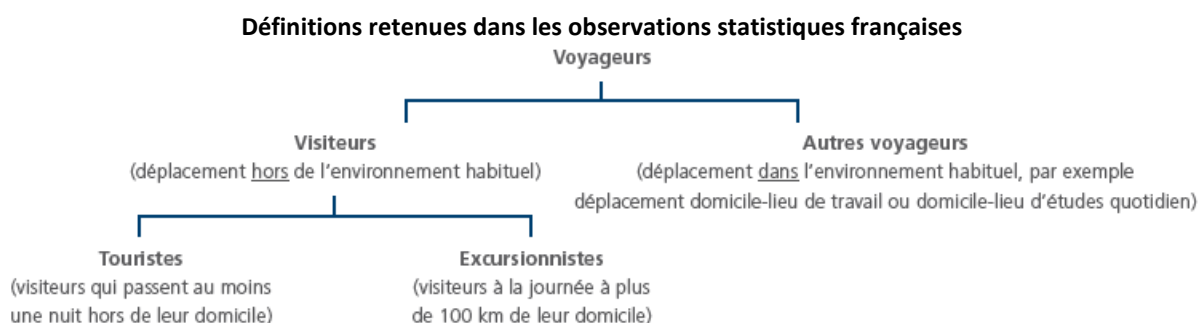 Définitions retenues dans les observations statistiques françaises
Voyageurs
Visiteurs
(déplacement hors de l'environnement habituel)
Autres voyageurs
(déplacement dans l'environnement habituel, par exemple
déplacement domicile-lieu de travail ou domicile-lieu d'études quotidien)
Touristes
(visiteurs qui passent au moins
une nuit hors de leur domicile)
Excursionnistes
(visiteurs à la journée à plus
de 100 km de leur domicile)